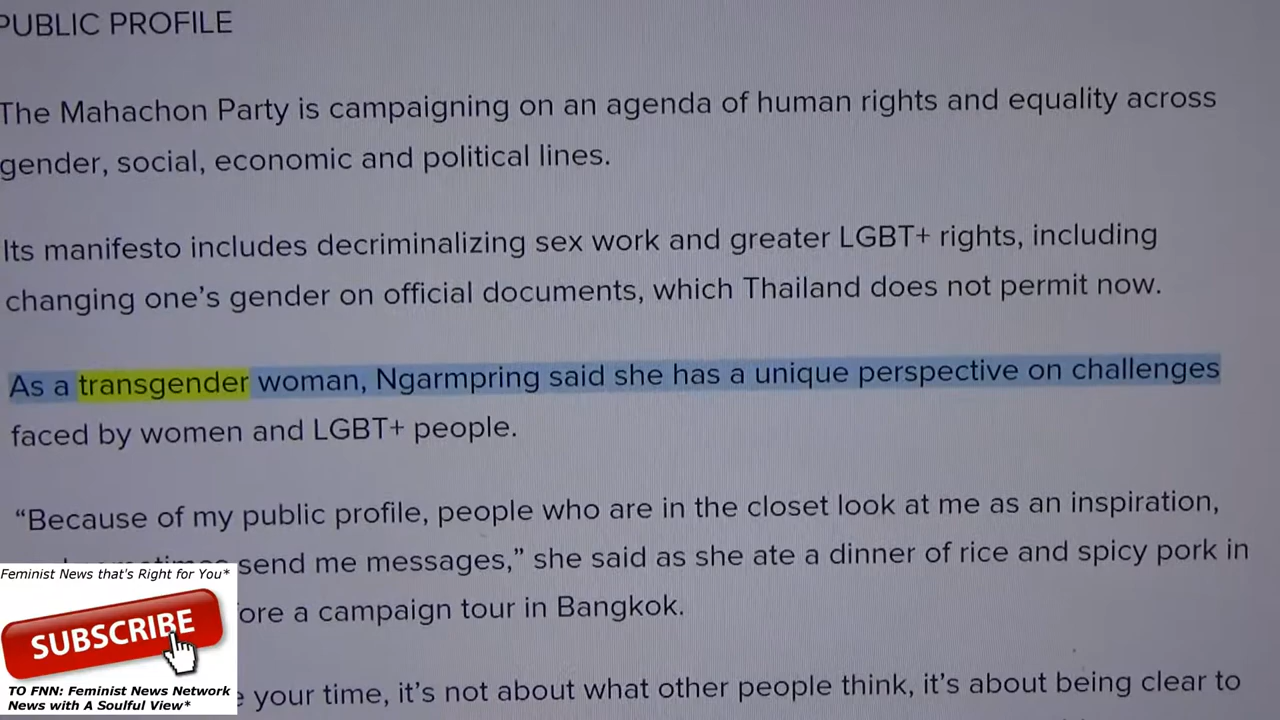 PUBLIC PROFILE
The Mahachon Party is campaigning on an agenda of human rights and equality across
gender, social, economic and political lines.
Its manifesto includes decriminalizing sex work and greater LGBT+ rights, including
changing one’s gender on official documents, which Thailand does not permit now.
As a transgender woman, Ngarmpring said she has a unique perspective on challenges
faced by women and LGBT+ people.
“Because of my public profile, people who are in the closet look at me as an inspiration,
send me messages,” she said as she ate a dinner of rice and spicy pork in
a campaign tour in Bangkok.
your time, it’s not about what other people think, it’s about being clear to
Feminist News that's Right for You*
SUBSCRIBE
TO FNN: Feminist News Network
News with A Soulful View*